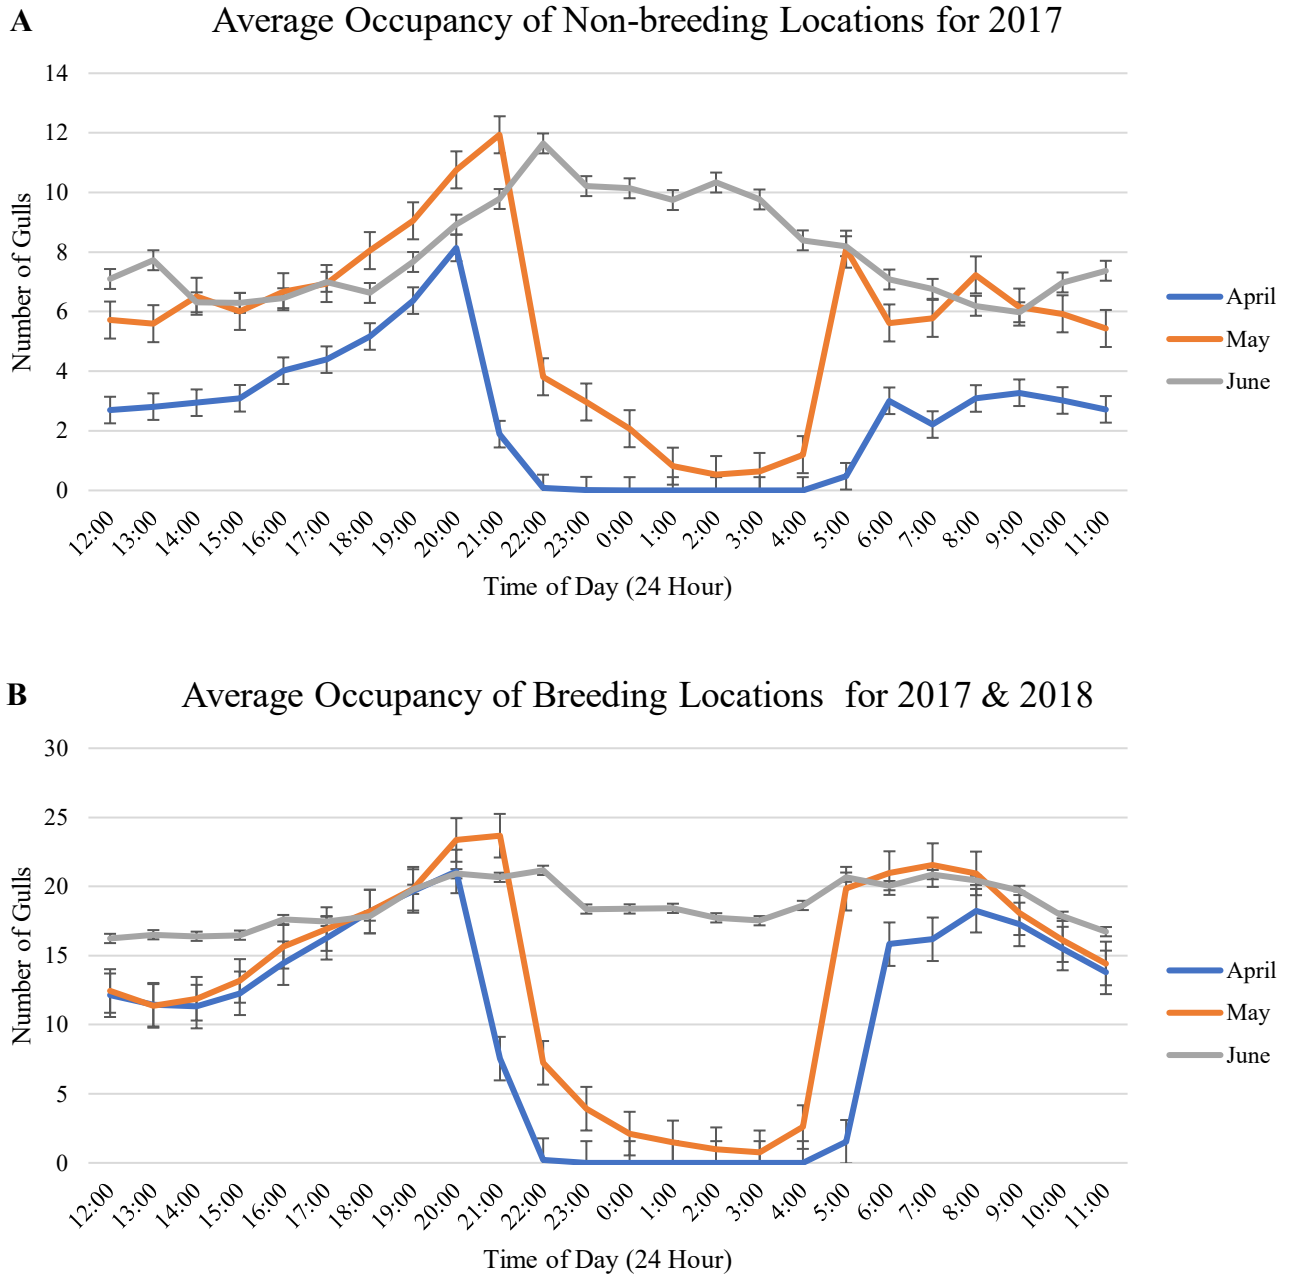 A
Average Occupancy of Non-breeding Locations for 2017
Number of Gulls
14
12
10
8
6
4
2
0
12:00 13:00 14:00 15:00 16:00 17:00 18:00 19:00 20:00 21:00 22:00 23:00 0:00 1:00 2:00 3:00 4:00 5:00 6:00 7:00 8:00 9:00 10:00 11:00
Time of Day (24 Hour)
April
May
June
B
Average Occupancy of Breeding Locations for 2017 & 2018
Number of Gulls
30
25
20
15
10
5
0
12:00 13:00 14:00 15:00 16:00 17:00 18:00 19:00 20:00 21:00 22:00 23:00 0:00 1:00 2:00 3:00 4:00 5:00 6:00 7:00 8:00 9:00 10:00 11:00
Time of Day (24 Hour)
April
May
June